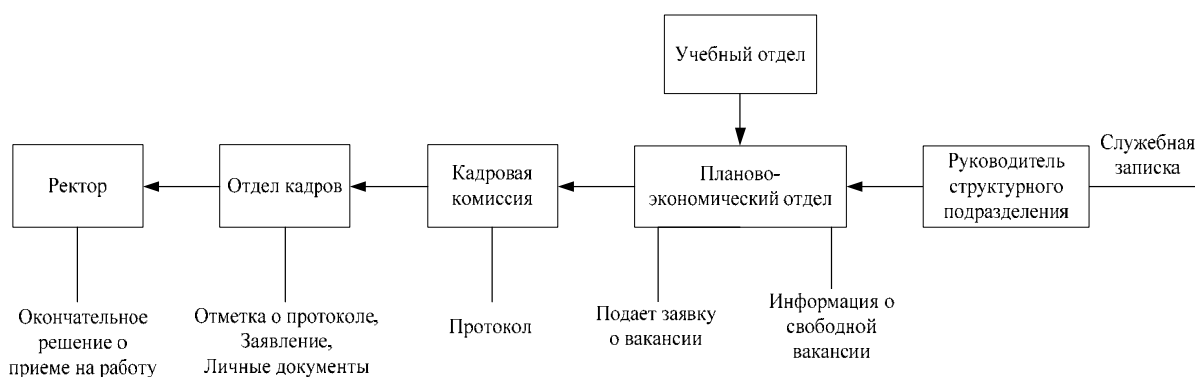 Учебный отдел
Ректор
Отдел кадров
Кадровая
комиссия
Планово-
экономический отдел
Руководитель
структурного
подразделения
Служебная
записка
Окончательное
решение о
приеме на работу
Отметка о протоколе,
Заявление,
Личные документы
Протокол
Подает заявку
о вакансии
Информация о
свободной
вакансии